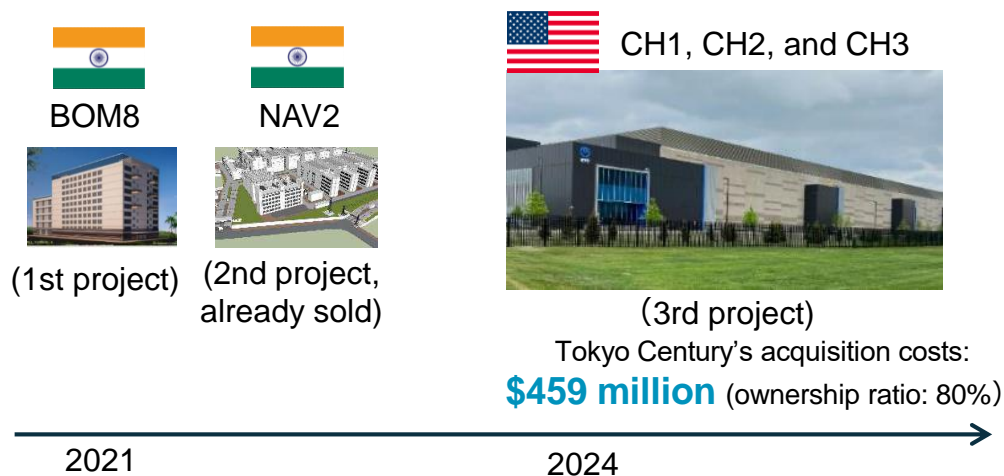 BOM8
NAV2
CH1, CH2, and CH3
(1st project)
(2nd project,
already sold)
(3rd project)
Tokyo Century's acquisition costs:
$459 million (ownership ratio: 80%)
2021
2024